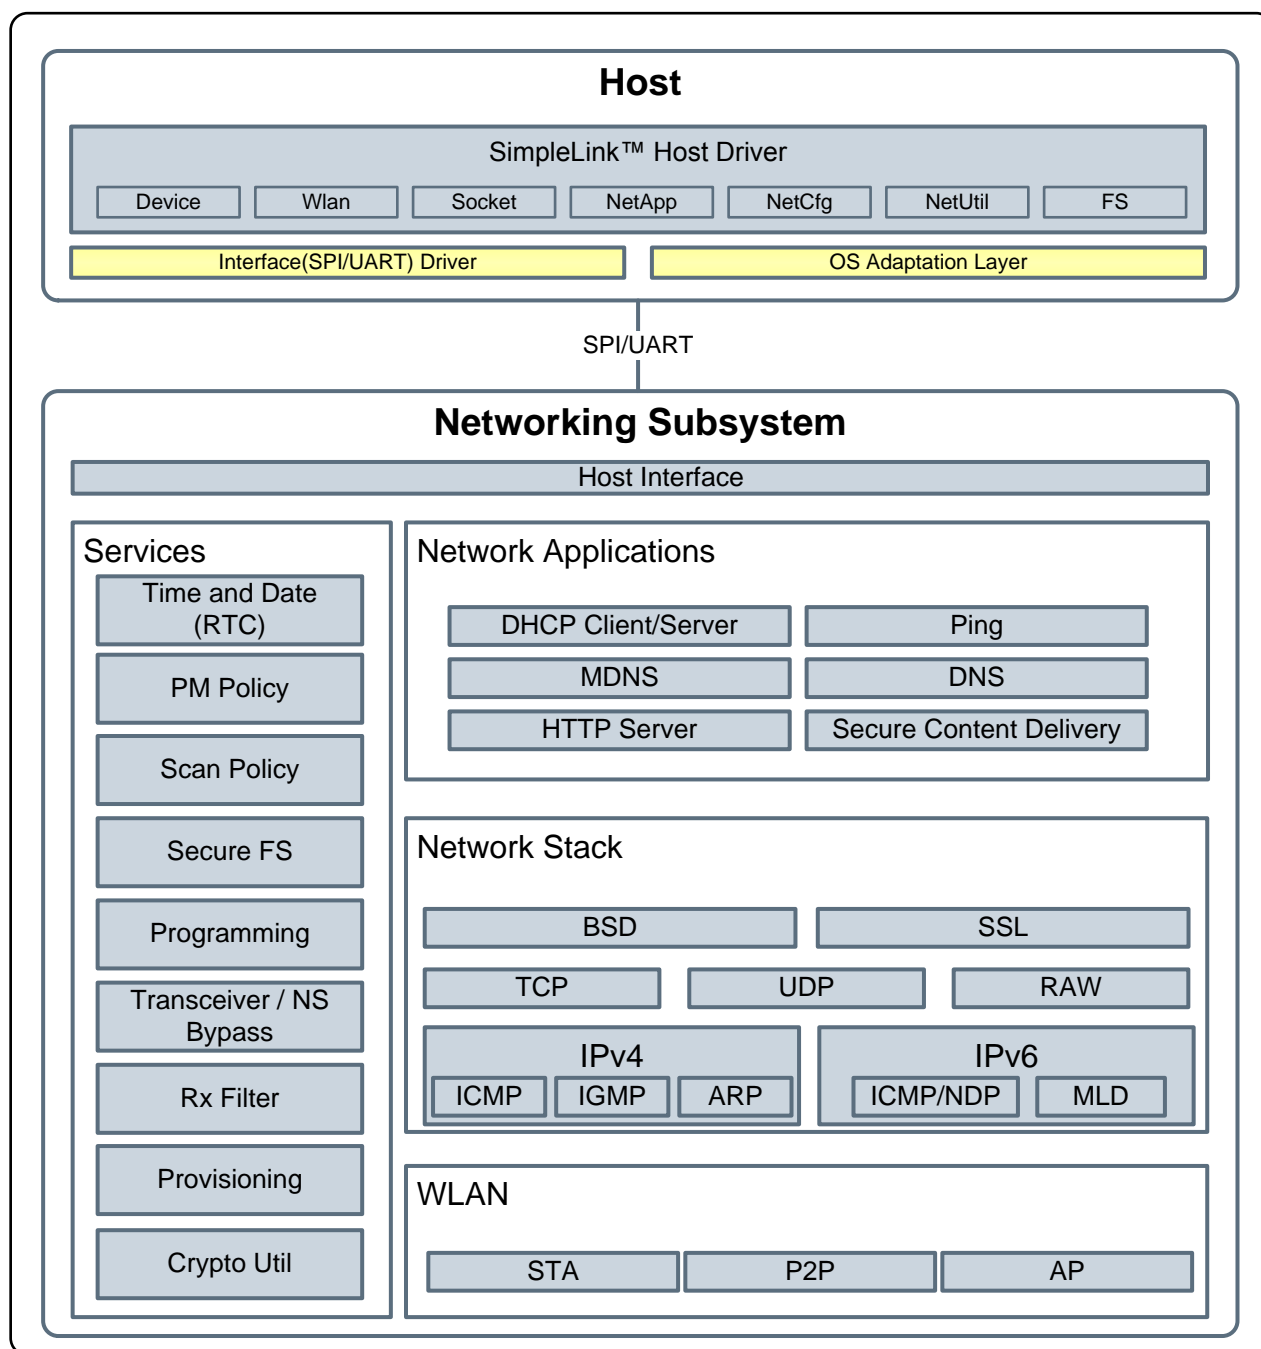 Host
SimpleLink™ Host Driver
Device Wlan Socket NetApp NetCfg NetUtil FS
Interface(SPI/UART) Driver OS Adaptation Layer
SPI/UART
Networking Subsystem
Host Interface
Services
Time and Date
(RTC)
PM Policy
Scan Policy
Secure FS
Programming
Transceiver / NS
Bypass
Rx Filter
Provisioning
Crypto Util
Network Applications
DHCP Client/Server Ping
MDNS DNS
HTTP Server Secure Content Delivery
Network Stack
BSD SSL
TCP UDP RAW
IPv4 IPv6
ICMP IGMP ARP ICMP/NDP MLD
WLAN
STA P2P AP